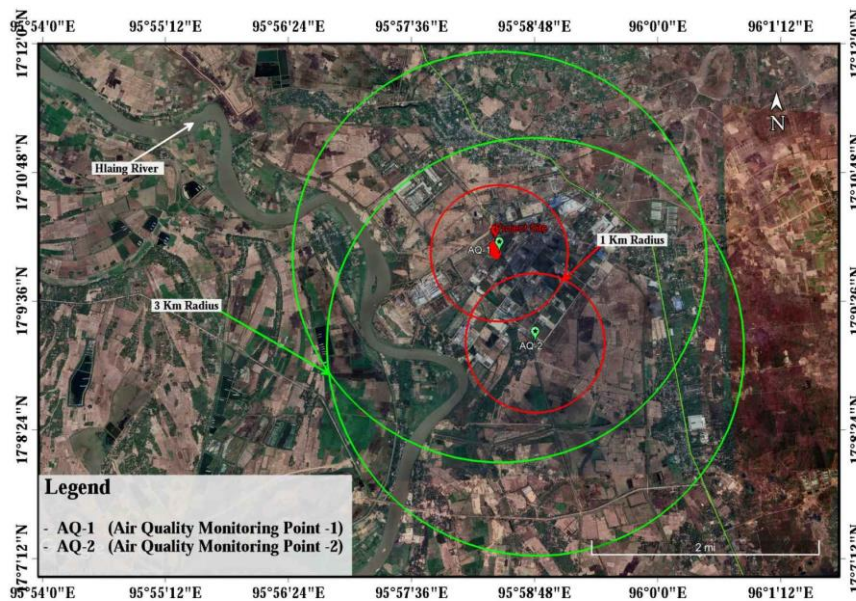 95°54'0"E 95°55'12"E 95°56'24"E 95°57'36"E 95°58'48"E 96°0'0"E 96°1'12"E
17°12'0"N 17°12'0"N
N
Hlaing River
17°10'48"N 17°10'48"N
1 Km Radius
AQ-1
17°9'36"N 17°9'36"N
3 Km Radius
AQ-2
17°8'24"N 17°8'24"N
Legend
- AQ-1 (Air Quality Monitoring Point -1)
- AQ-2 (Air Quality Monitoring Point -2)
2 mi
17°7'12"N 17°7'12"N
95°54'0"E 95°55'12"E 95°56'24"E 95°57'36"E 95°58'48"E 96°0'0"E 96°1'12"E